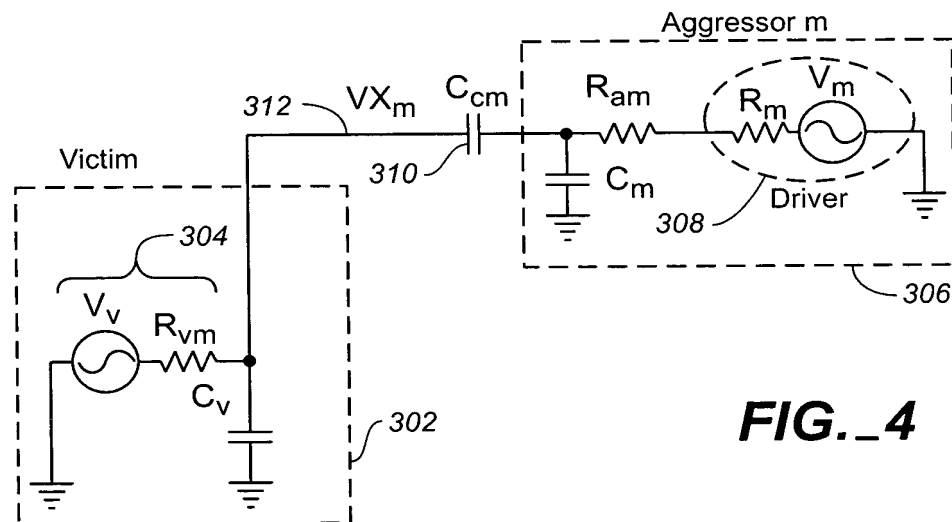 Aggressor m
312
VXm
Ccm
Ram
Rm
Vm
310
Cm
308
Driver
306
Victim
304
Vv
Rvm
Cv
302
FIG._4